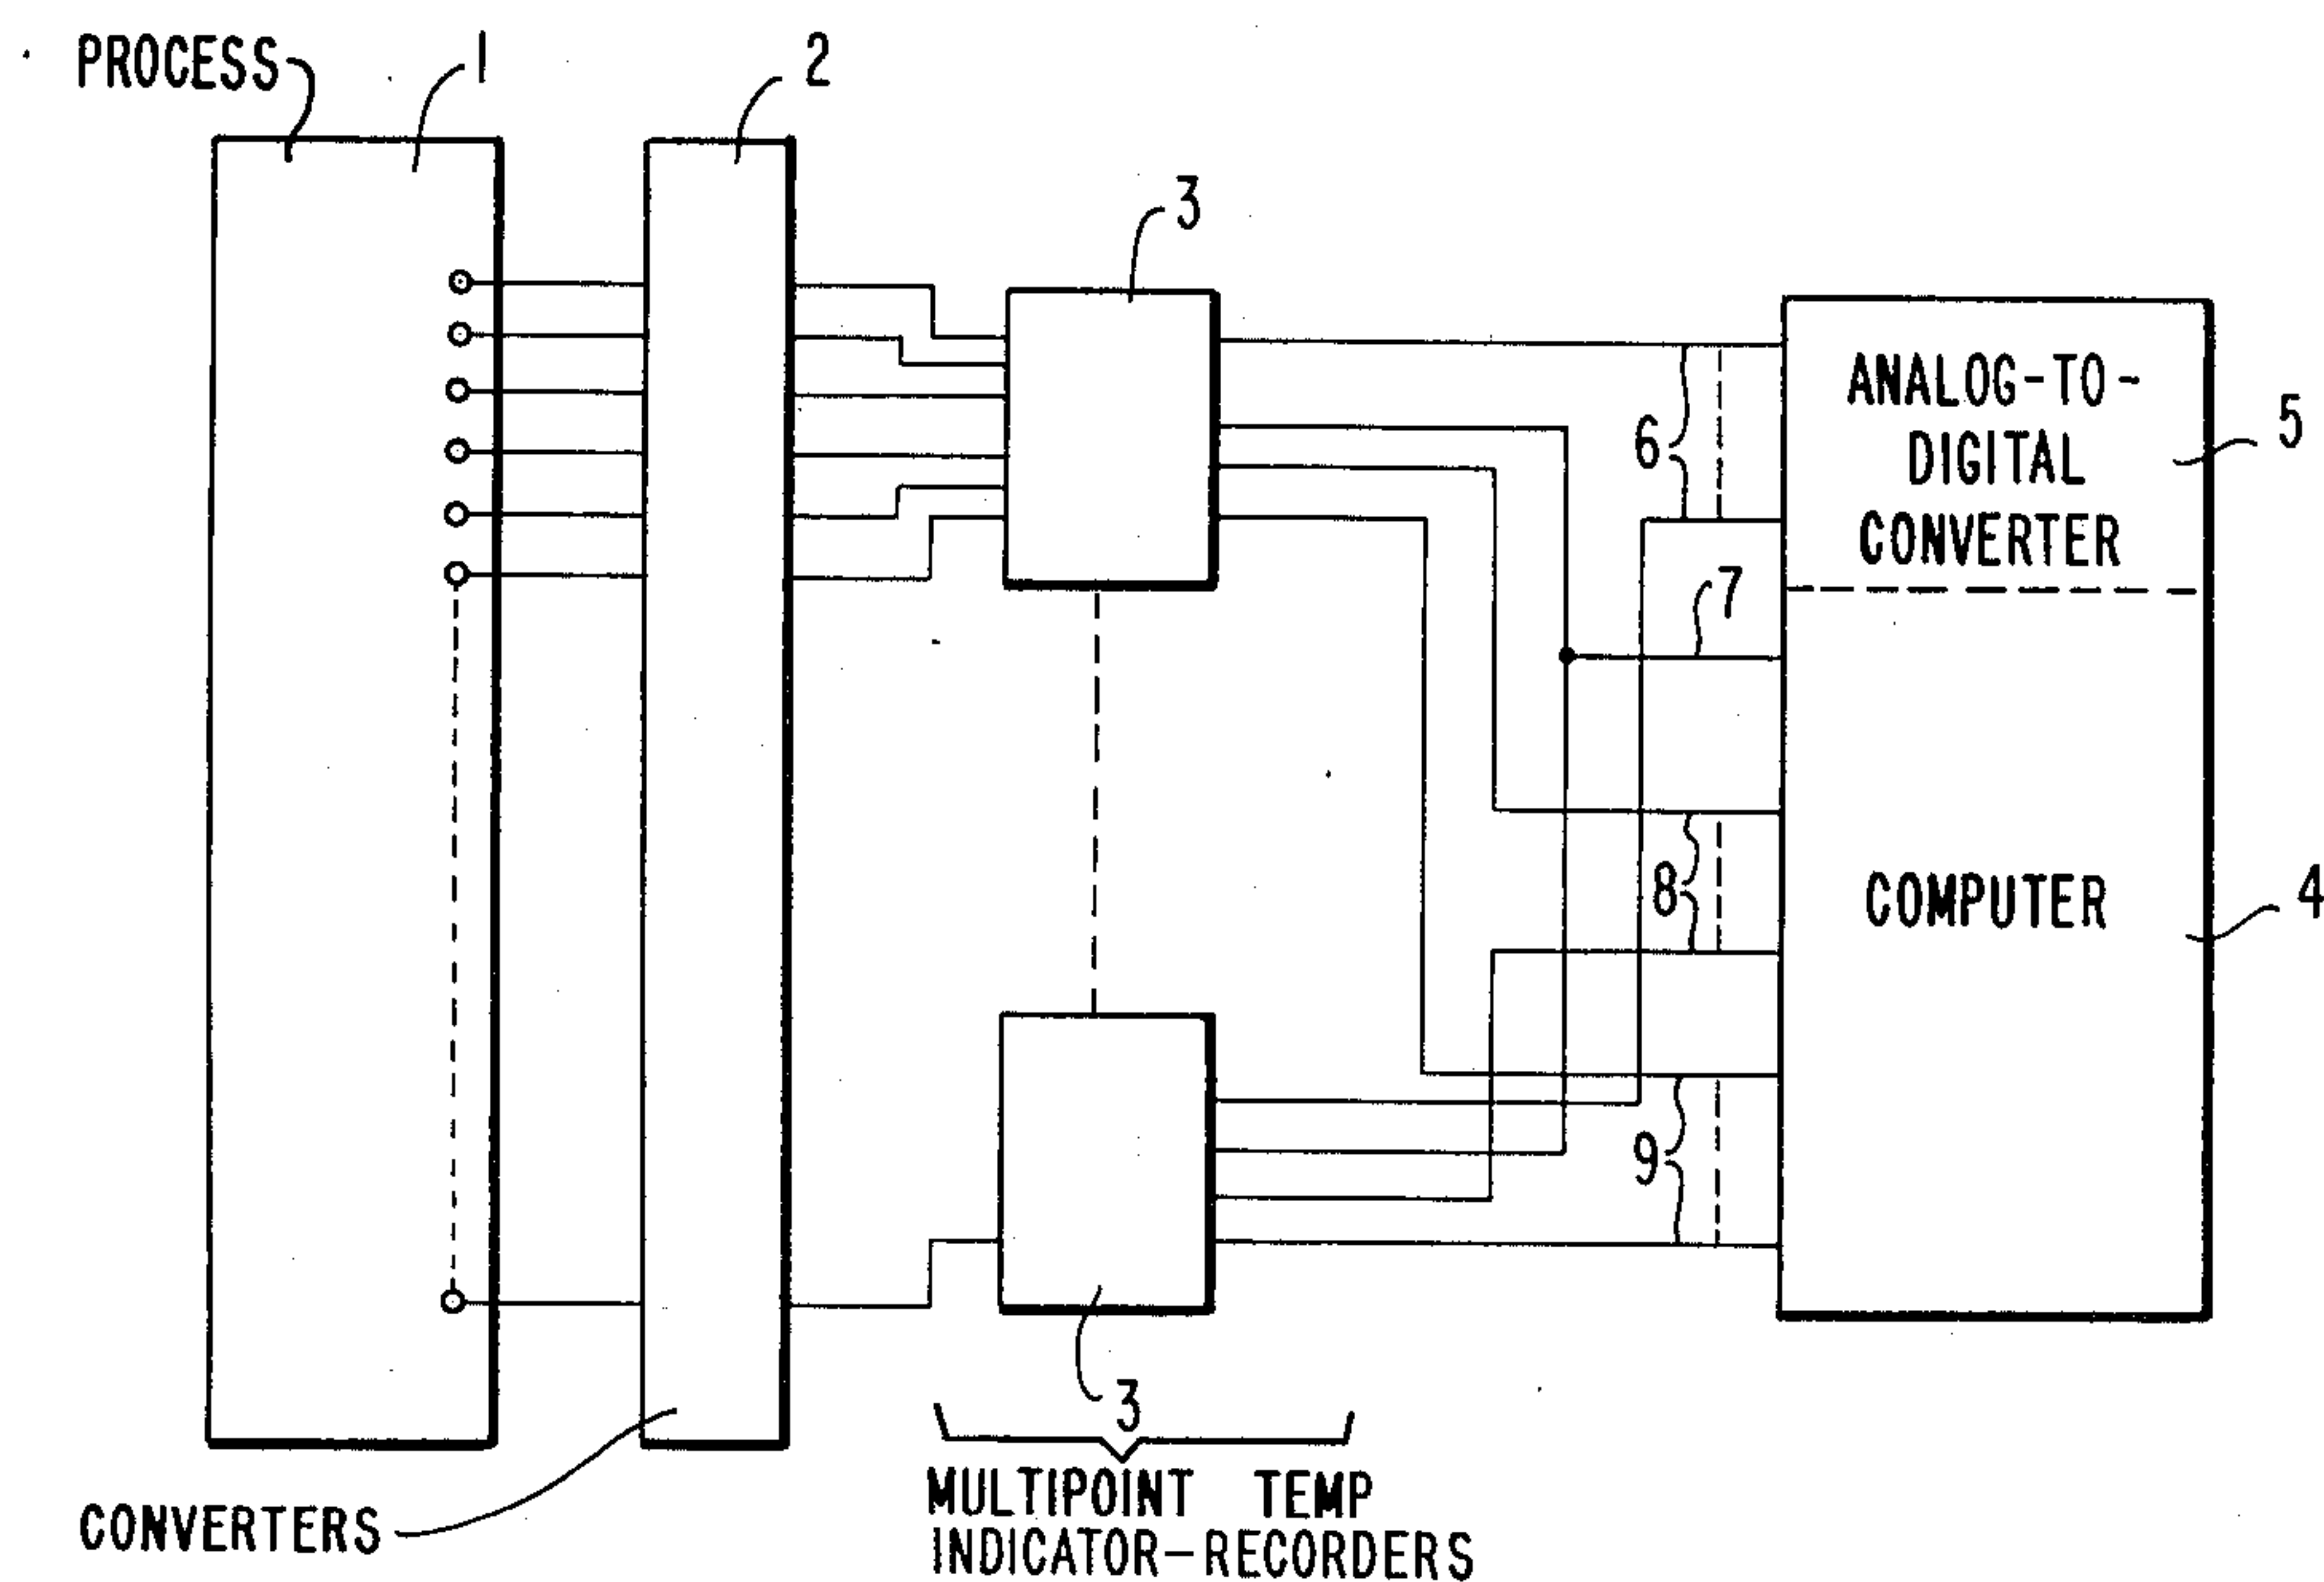 PROCESS
1
2
3
ANALOG-TO-
DIGITAL
CONVERTER
5
6
7
8
COMPUTER
4
9
3
CONVERTERS
MULTIPOINT TEMP
INDICATOR-RECORDERS